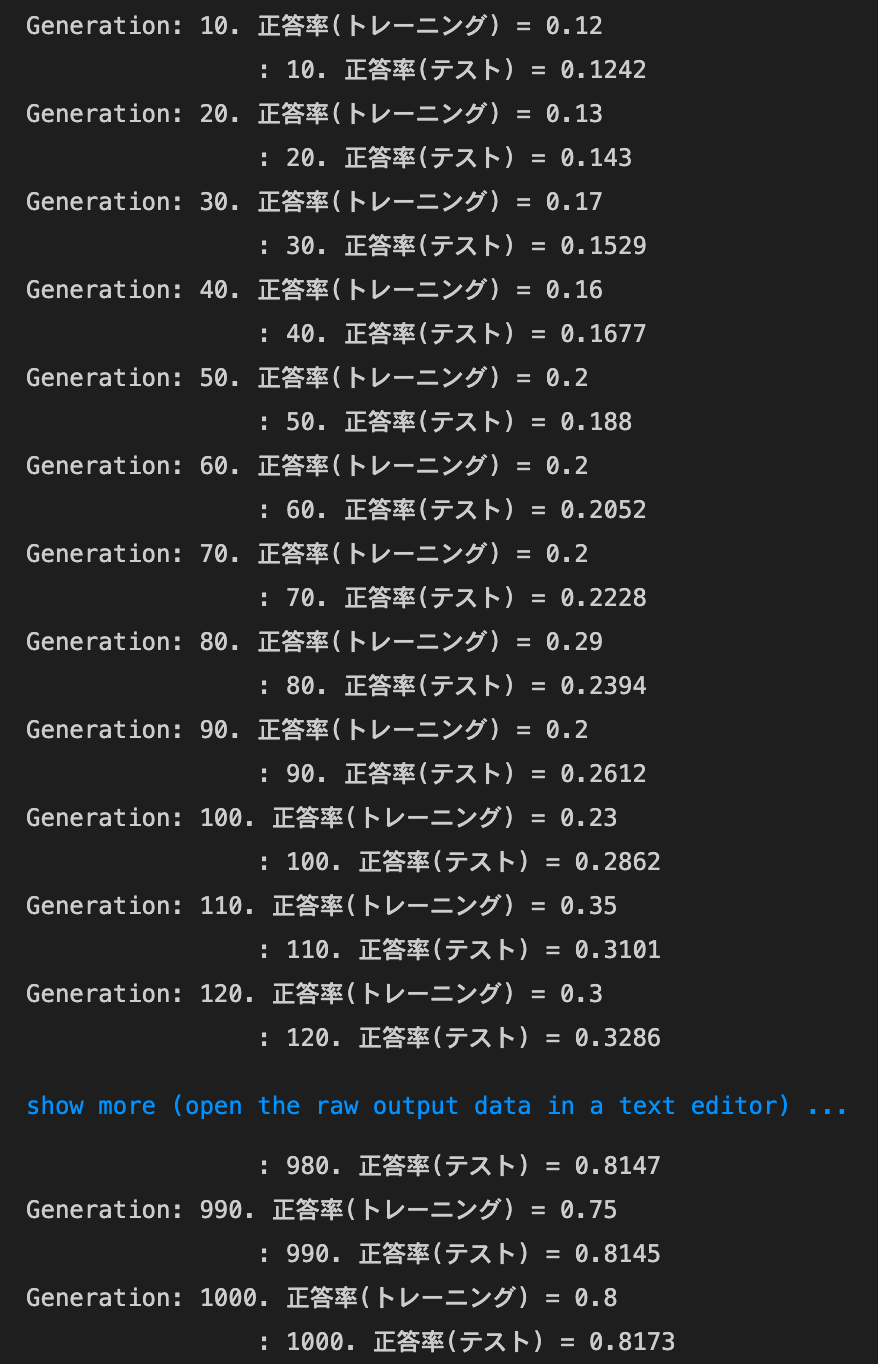 Generation: 10. 正答率(トレーニング) = 0.12
: 10. 正答率(テスト) = 0.1242
Generation: 20. 正答率(トレーニング) = 0.13
: 20. 正答率(テスト) = 0.143
Generation: 30. 正答率(トレーニング) = 0.17
: 30. 正答率(テスト) = 0.1529
Generation: 40. 正答率(トレーニング) = 0.16
: 40. 正答率(テスト) = 0.1677
Generation: 50. 正答率(トレーニング) = 0.2
: 50. 正答率(テスト) = 0.188
Generation: 60. 正答率(トレーニング) = 0.2
: 60. 正答率(テスト) = 0.2052
Generation: 70. 正答率(トレーニング) = 0.2
: 70. 正答率(テスト) = 0.2228
Generation: 80. 正答率(トレーニング) = 0.29
: 80. 正答率(テスト) = 0.2394
Generation: 90. 正答率(トレーニング) = 0.2
: 90. 正答率(テスト) = 0.2612
Generation: 100. 正答率(トレーニング) = 0.23
: 100. 正答率(テスト) = 0.2862
Generation: 110. 正答率(トレーニング) = 0.35
: 110. 正答率(テスト) = 0.3101
Generation: 120. 正答率(トレーニング) = 0.3
: 120. 正答率(テスト) = 0.3286
show more (open the raw output data in a text editor) ...
: 980. 正答率(テスト) = 0.8147
Generation: 990. 正答率(トレーニング) = 0.75
: 990. 正答率(テスト) = 0.8145
Generation: 1000. 正答率(トレーニング) = 0.8
: 1000. 正答率(テスト) = 0.8173